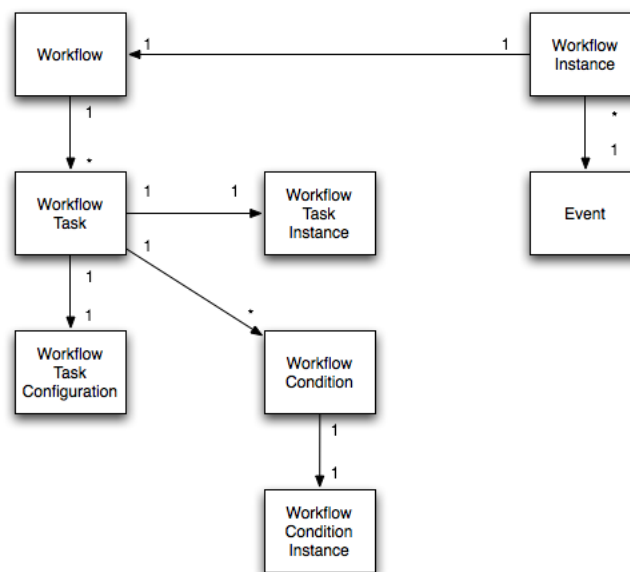 Workflow
1
1
Workflow
Instance
1
*
*
1
Workflow
Task
1
1
Workflow
Task
Instance
Event
1
1
*
1
Workflow
Task
Configuration
Workflow
Condition
1
1
Workflow
Condition
Instance